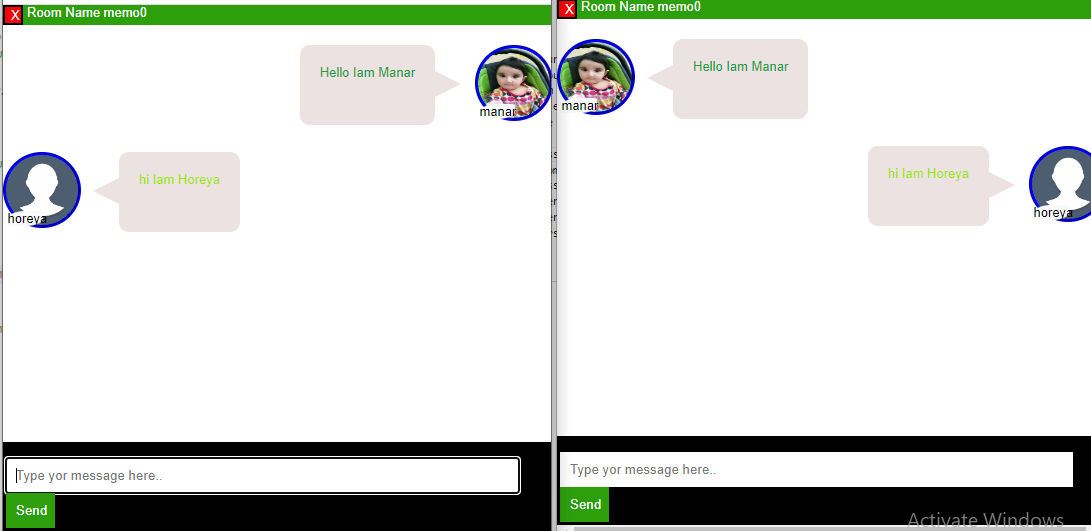 X Room Name memo0
Hello Iam Manar
manar
hi Iam Horeya
horeya
Type yor message here..
Send
X Room Name memo0
Hello Iam Manar
manar
hi Iam Horeya
horeya
Type yor message here..
Send
Activate Windows